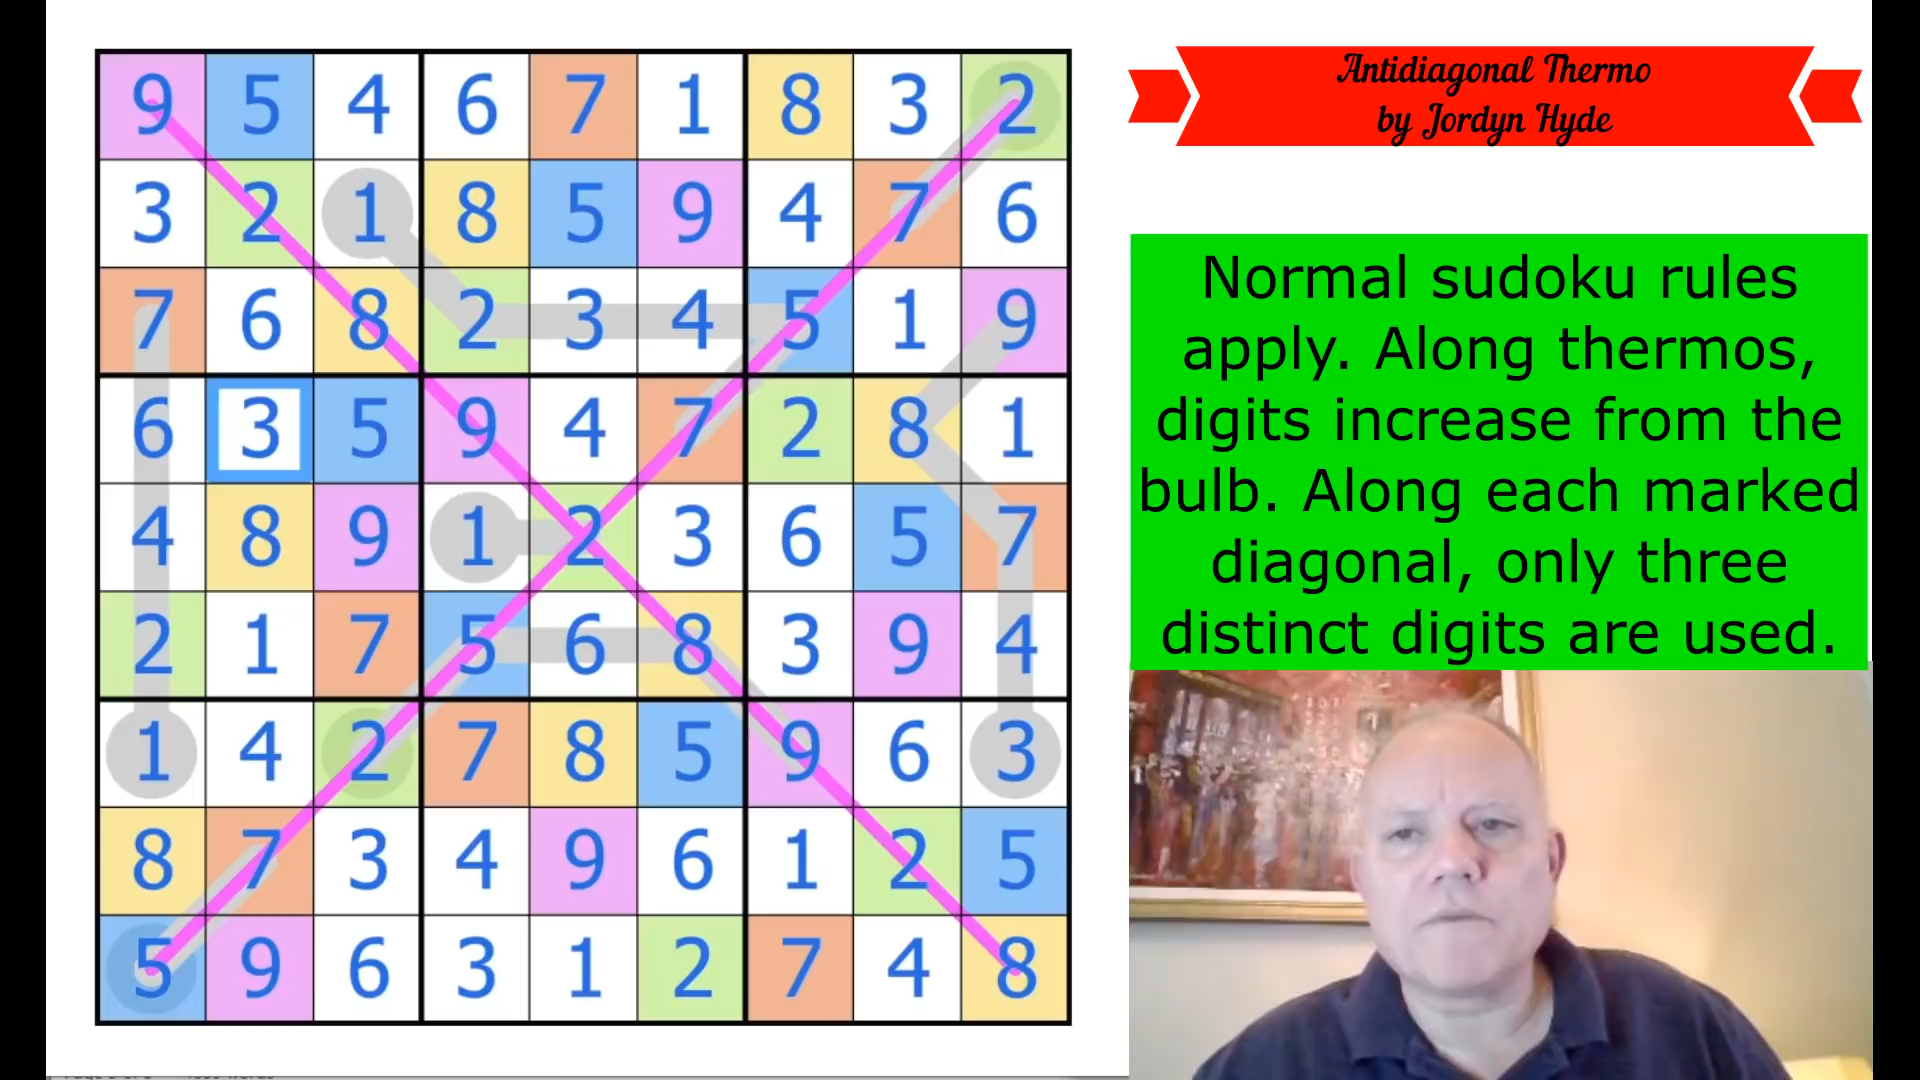 Antidiagonal Thermo
by Jordyn Hyde
Normal sudoku rules
apply. Along thermos,
digits increase from the
bulb. Along each marked
diagonal, only three
distinct digits are used.
9 5 4 6 7 1 8 3 2
3 2 1 8 5 9 4 7 6
7 6 8 2 3 4 5 1 9
6 3 5 9 4 7 2 8 1
4 8 9 1 2 3 6 5 7
2 1 7 5 6 8 3 9 4
1 4 2 7 8 5 9 6 3
8 7 3 4 9 6 1 2 5
5 9 6 3 1 2 7 4 8